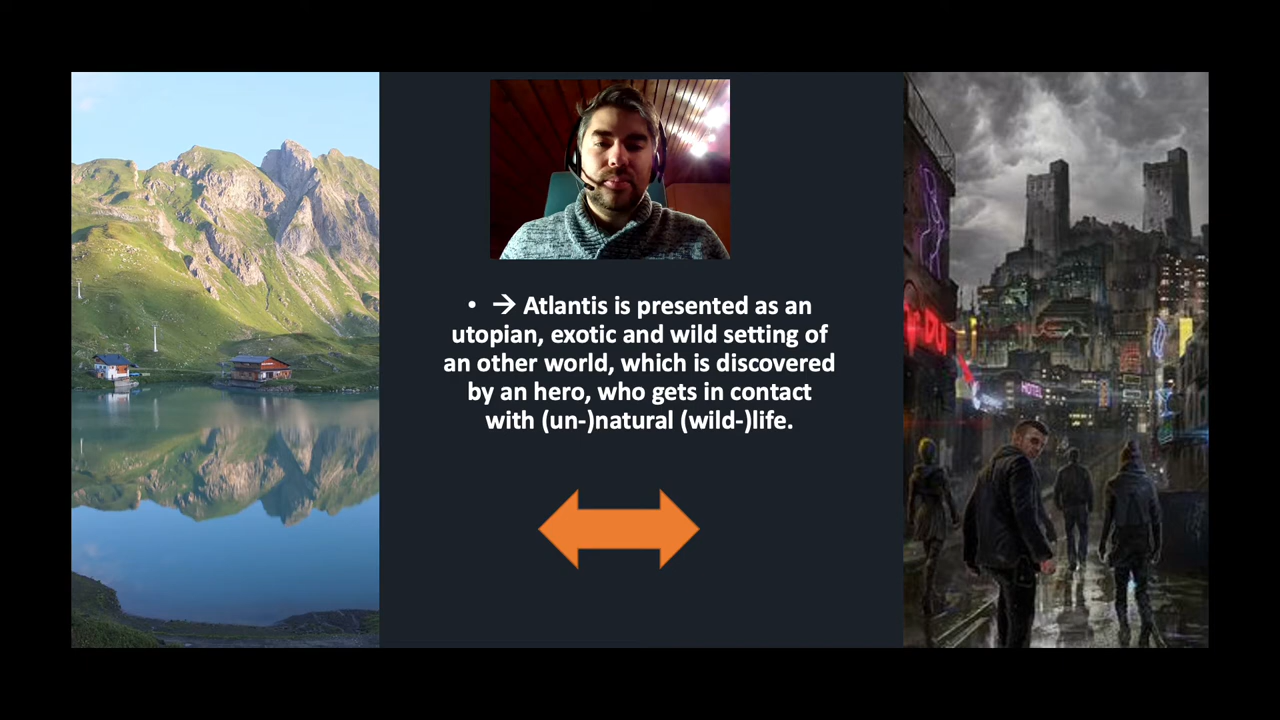 • → Atlantis is presented as an
utopian, exotic and wild setting of
an other world, which is discovered
by an hero, who gets in contact
with (un-)natural (wild-)life.